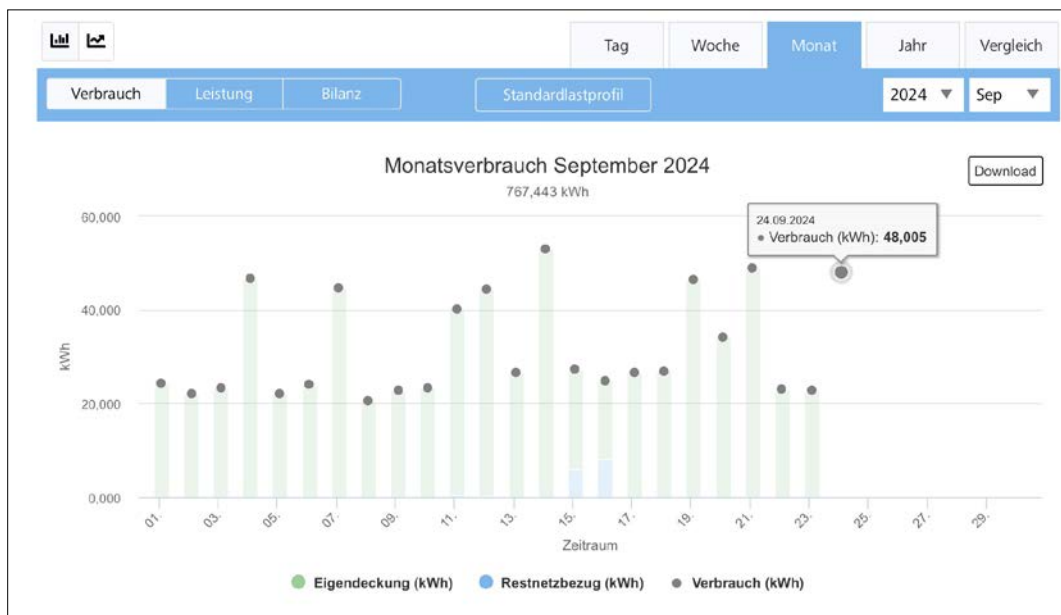 Tag Woche Monat Jahr Vergleich
Verbrauch Leistung Bilanz Standardlastprofil 2024 Sep
Monatsverbrauch September 2024
Download
767,443 kWh
60,000
24.09.2024
Verbrauch (kWh): 48,005
40,000
kWh
20,000
0,000
01. 03. 05. 07. 09. 11. 13. 15. 17. 19. 21. 23. 25. 27. 29.
Zeitraum
Eigendeckung (kWh) Restnetzbezug (kWh) Verbrauch (kWh)